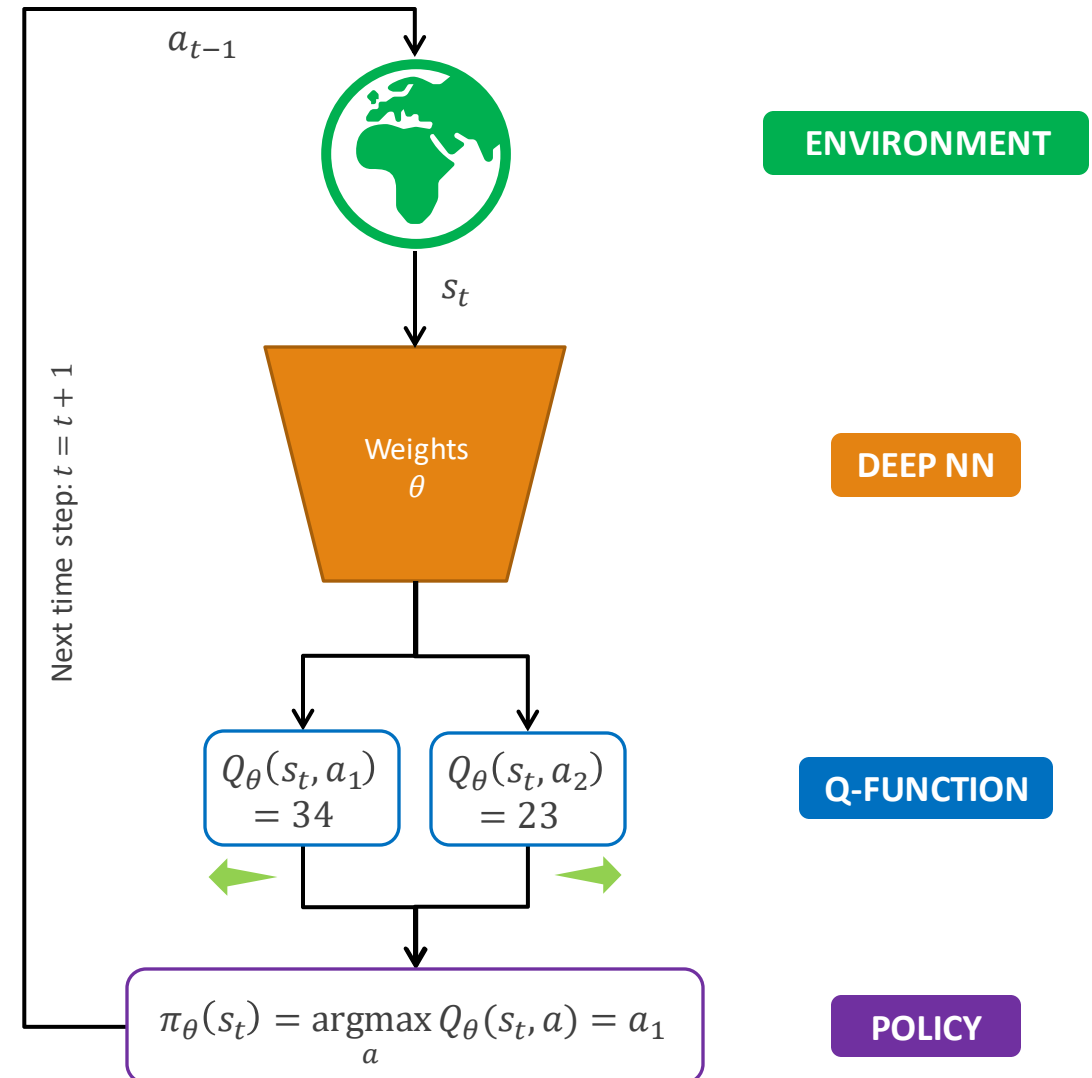 a_{t−1}
ENVIRONMENT
s_t
Next time step: t = t + 1
Weights
θ
DEEP NN
Q_θ(s_t, a_1)
= 34
Q_θ(s_t, a_2)
= 23
Q-FUNCTION
π_θ(s_t) = argmax Q_θ(s_t, a) = a_1
a
POLICY